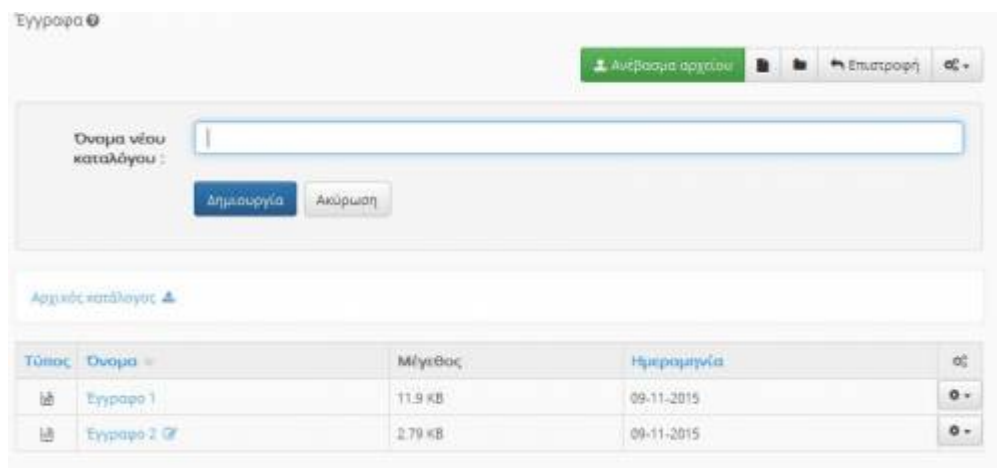 Έγγραφα
Ανέβασμα αρχείου Επιστροφή
Όνομα νέου
καταλόγου :
Δημιουργία Ακύρωση
Αρχικός κατάλογος
Τύπος Όνομα Μέγεθος Ημερομηνία
Έγγραφο 1 11.9 KB 09-11-2015
Έγγραφο 2 2.79 KB 09-11-2015